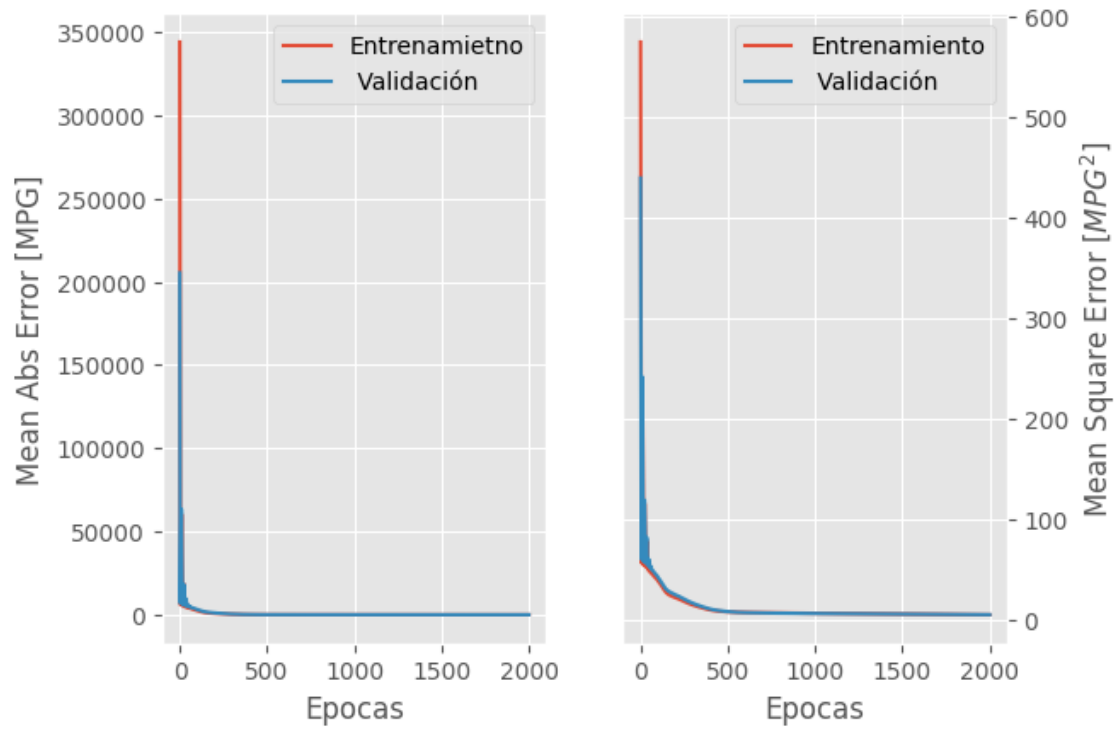 Mean Abs Error [MPG]
350000
300000
250000
200000
150000
100000
50000
0
Entrenamietno
Validación
0 500 1000 1500 2000
Epocas
Entrenamiento
Validación
600
500
400
300
200
100
0
Mean Square Error [MPG²]
0 500 1000 1500 2000
Epocas